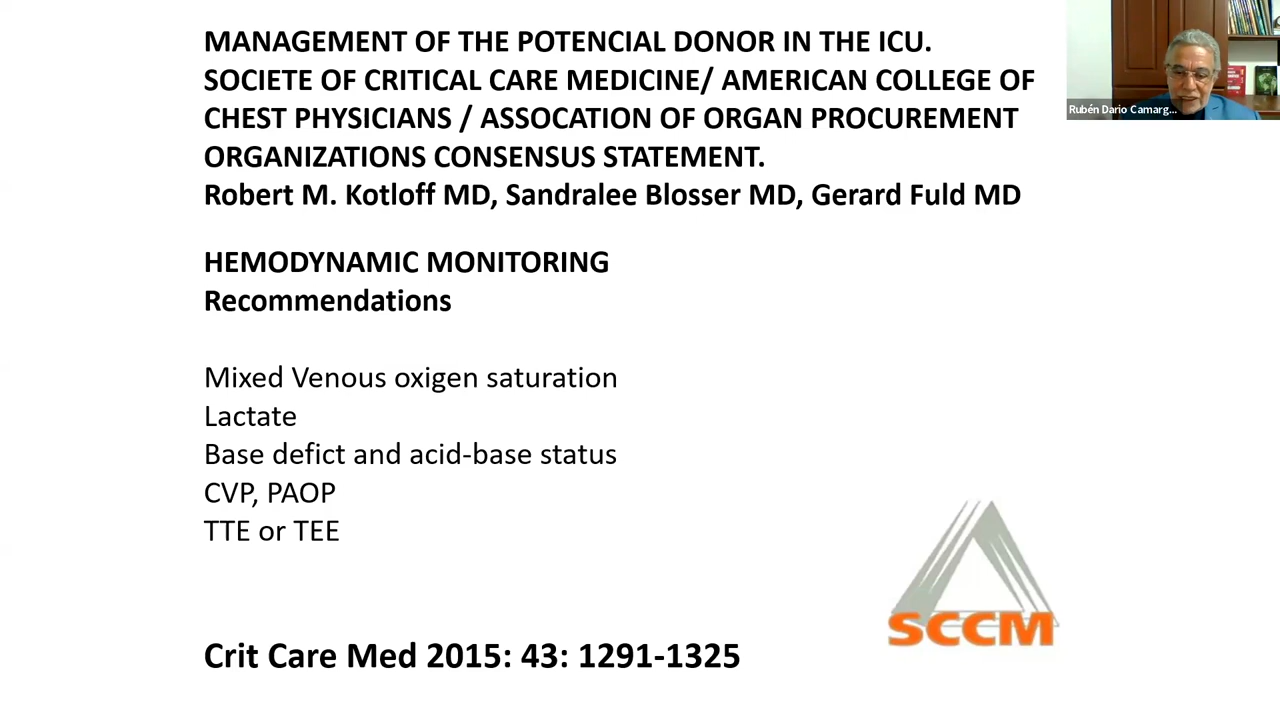 MANAGEMENT OF THE POTENCIAL DONOR IN THE ICU.
SOCIETE OF CRITICAL CARE MEDICINE/ AMERICAN COLLEGE OF
CHEST PHYSICIANS / ASSOCATION OF ORGAN PROCUREMENT
ORGANIZATIONS CONSENSUS STATEMENT.
Robert M. Kotloff MD, Sandralee Blosser MD, Gerard Fuld MD
Rubén Dario Camarg...
HEMODYNAMIC MONITORING
Recommendations
Mixed Venous oxigen saturation
Lactate
Base defict and acid-base status
CVP, PAOP
TTE or TEE
SCCM
Crit Care Med 2015: 43: 1291-1325